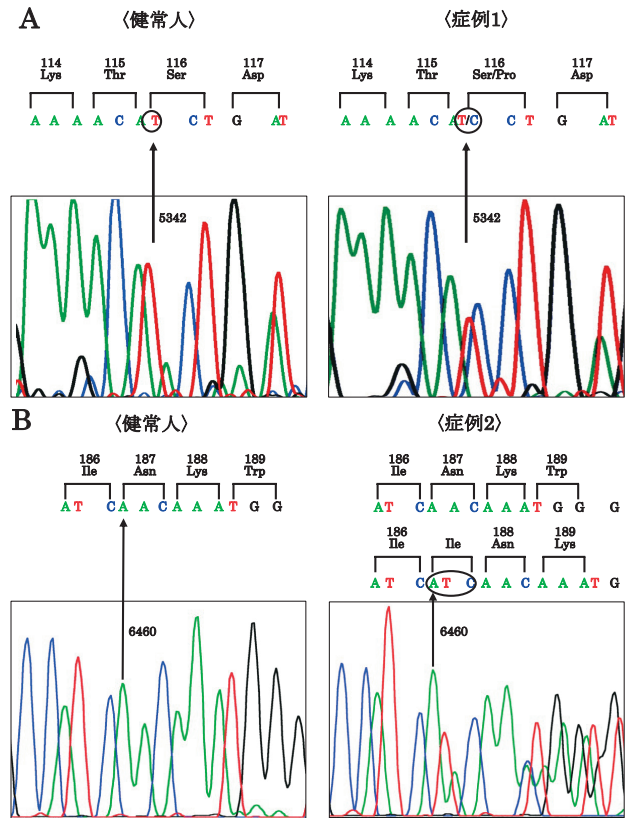 A
〈健常人〉
114 115 116 117
Lys Thr Ser Asp
A A A A C A T C T G A T
5342
〈症例1〉
114 115 116 117
Lys Thr Ser/Pro Asp
A A A A C A T/C C T G A T
5342
B
〈健常人〉
186 187 188 189
Ile Asn Lys Trp
A T C A A C A A A T G G
6460
〈症例2〉
186 187 188 189
Ile Asn Lys Trp
A T C A A C A A A T G G G
186 188 189
Ile Ile Asn Lys
A T C A T C A A C A A A T G
6460